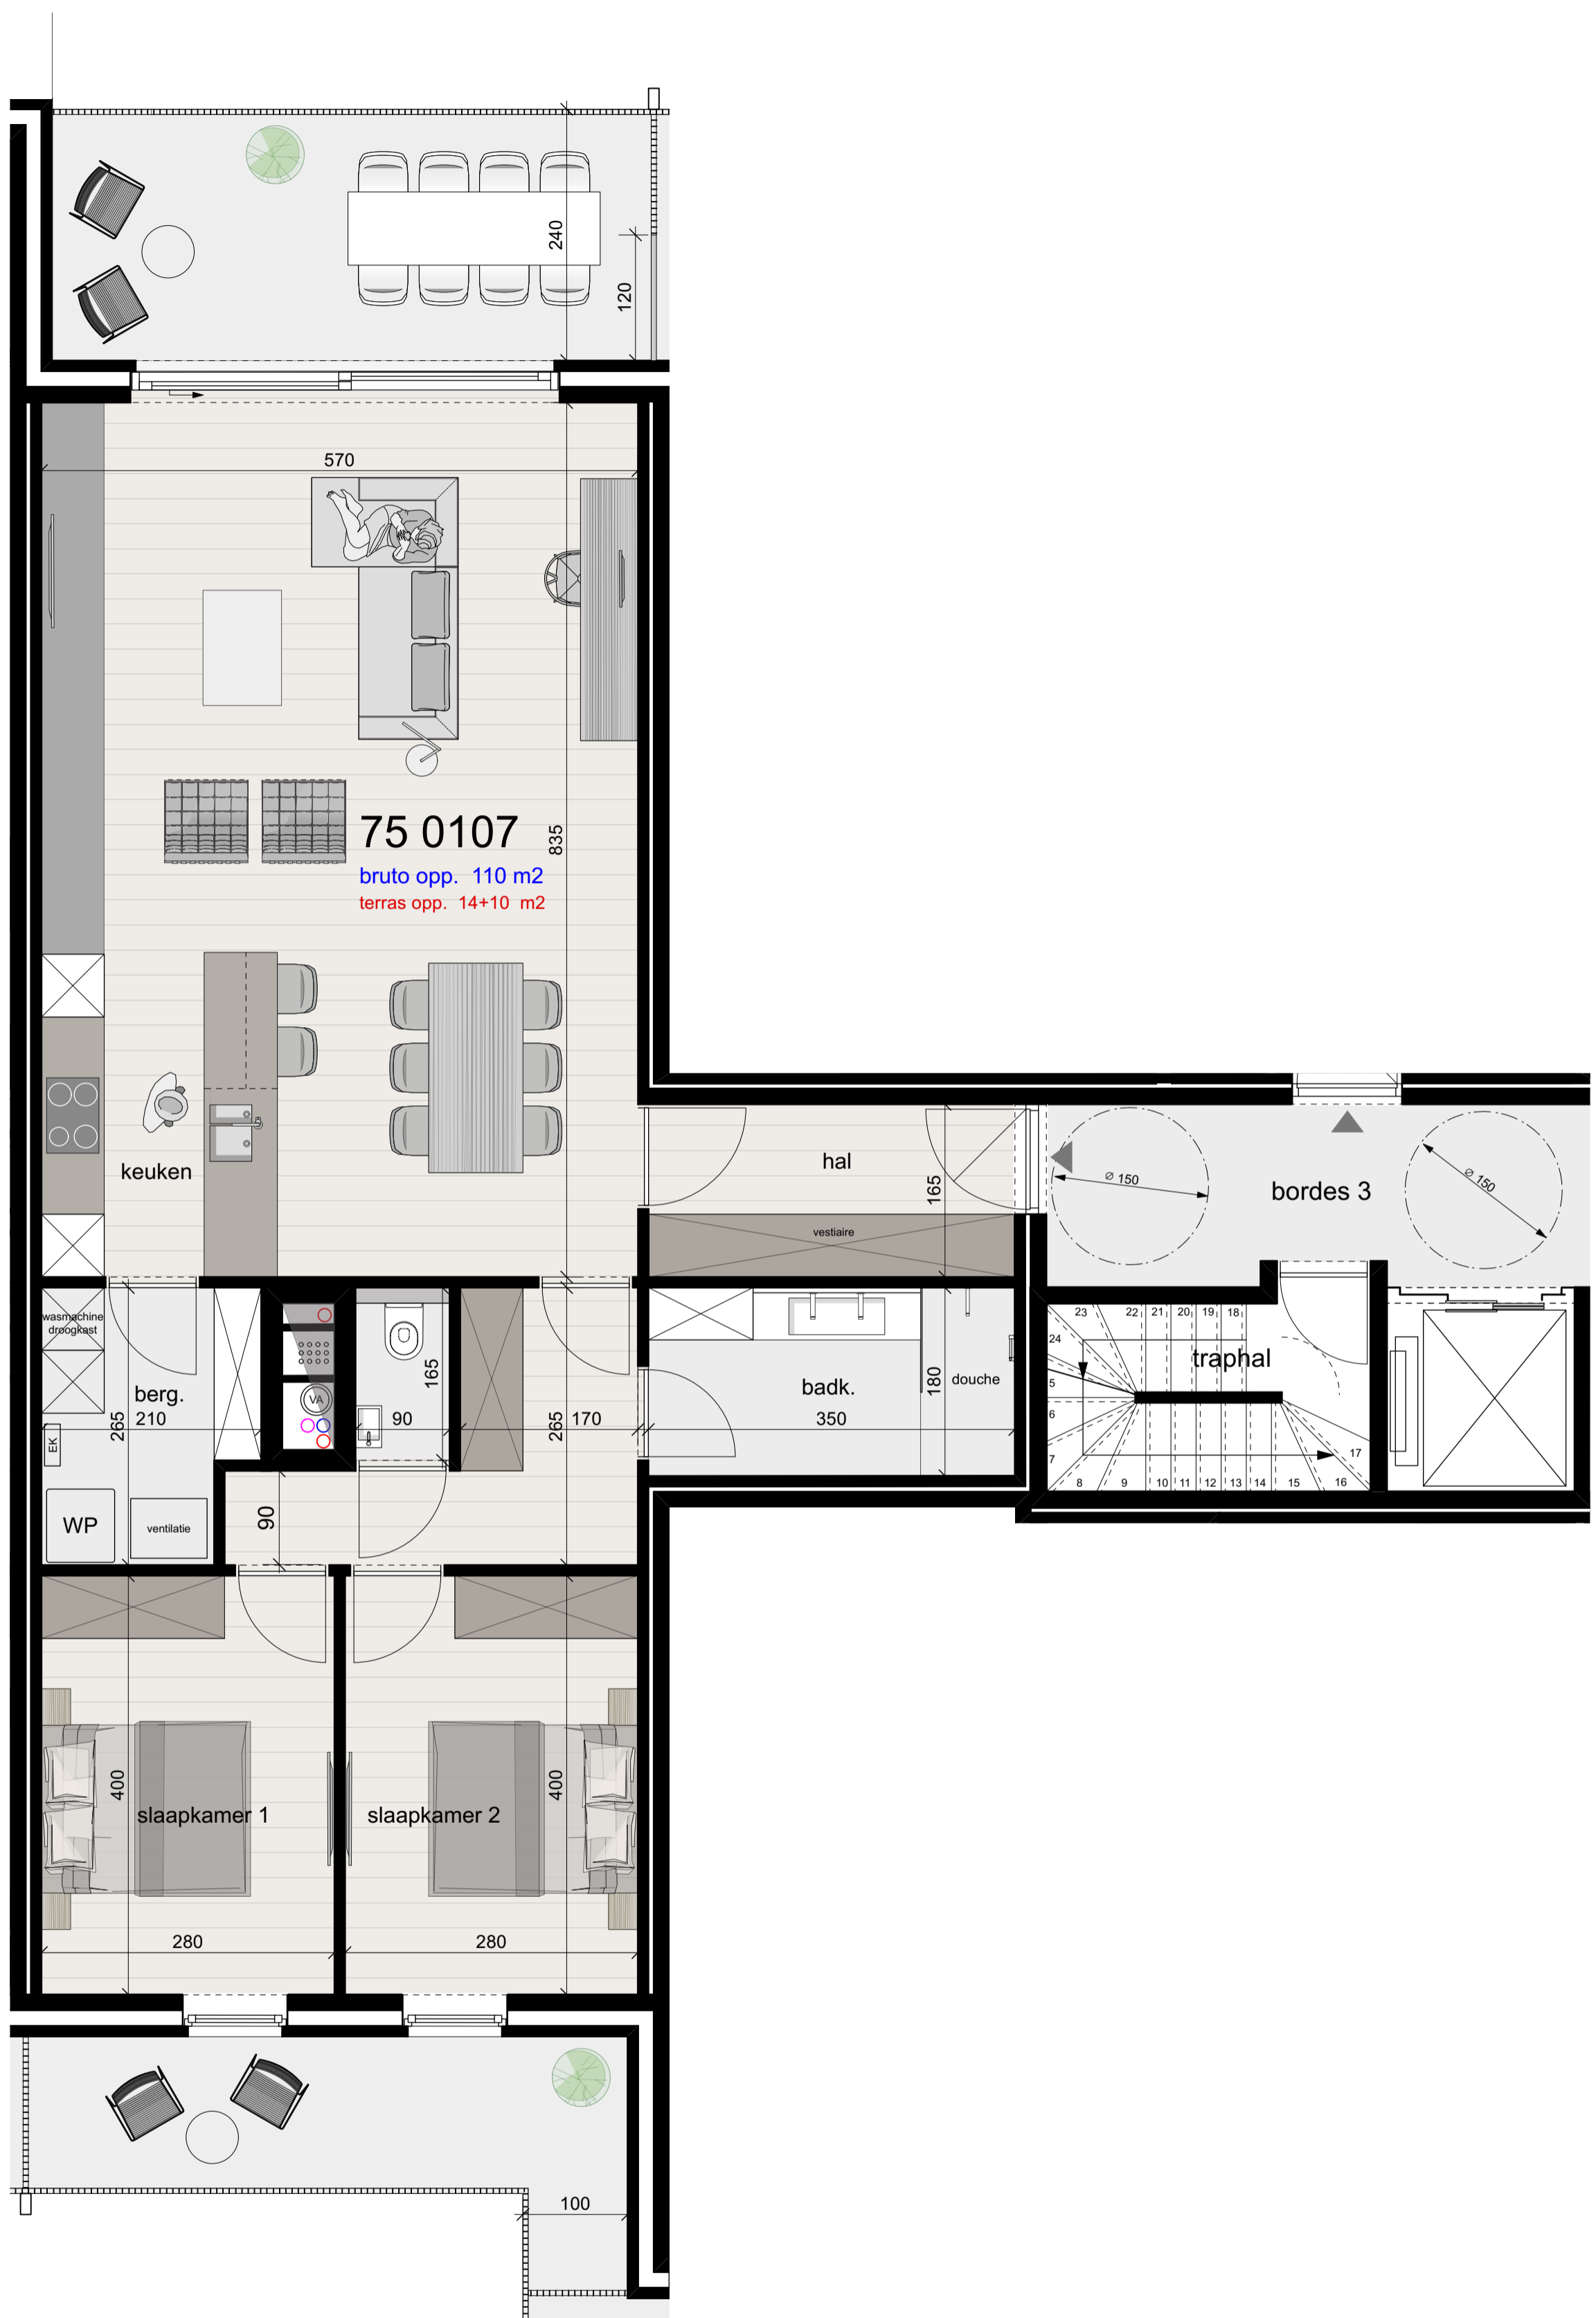 240
120
570
75 0107
835
bruto opp. 110 m2
terras opp. 14+10 m2
keuken
hal
165
vestiaire
bordes 3
⌀ 150
⌀ 150
wasmachine
droogkast
berg.
265
210
EK
WP
ventilatie
VA
165
90
265
170
90
badk.
350
180
douche
traphal
23
22
21
20
19
18
24
5
6
7
8
9
10
11
12
13
14
15
16
17
400
slaapkamer 1
280
400
slaapkamer 2
280
100